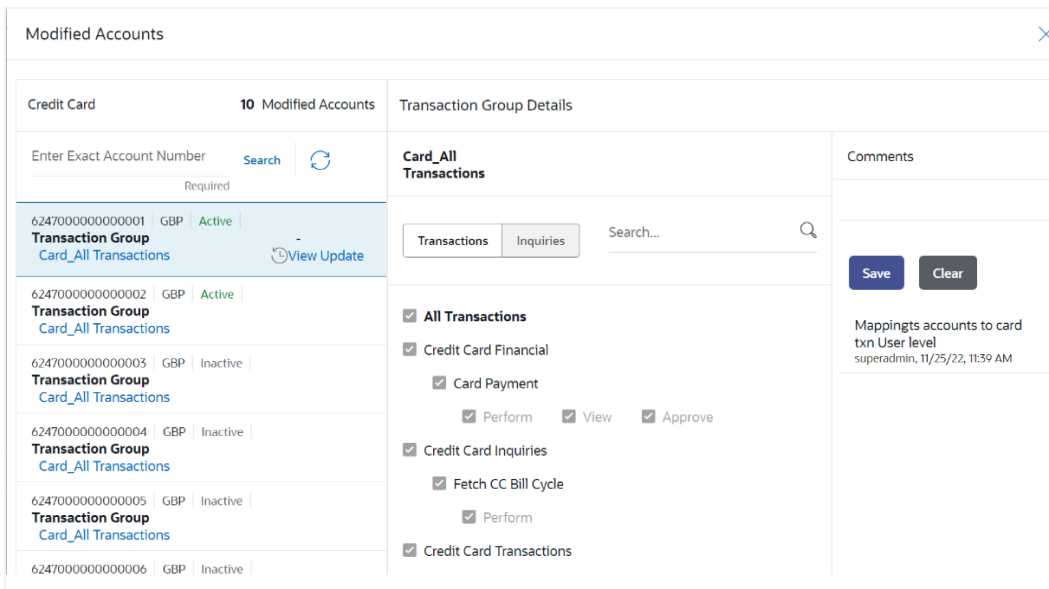 Modified Accounts
Credit Card
10 Modified Accounts
Enter Exact Account Number
Search
Required
6247000000000001 GBP Active
Transaction Group
-
Card_All Transactions
View Update
6247000000000002 GBP Active
Transaction Group
Card_All Transactions
6247000000000003 GBP Inactive
Transaction Group
Card_All Transactions
6247000000000004 GBP Inactive
Transaction Group
Card_All Transactions
6247000000000005 GBP Inactive
Transaction Group
Card_All Transactions
6247000000000006 GBP Inactive
Transaction Group Details
Card_All
Transactions
Transactions
Inquiries
Search...
All Transactions
Credit Card Financial
Card Payment
Perform View Approve
Credit Card Inquiries
Fetch CC Bill Cycle
Perform
Credit Card Transactions
Comments
Save
Clear
Mappingts accounts to card
txn User level
superadmin, 11/25/22, 11:39 AM